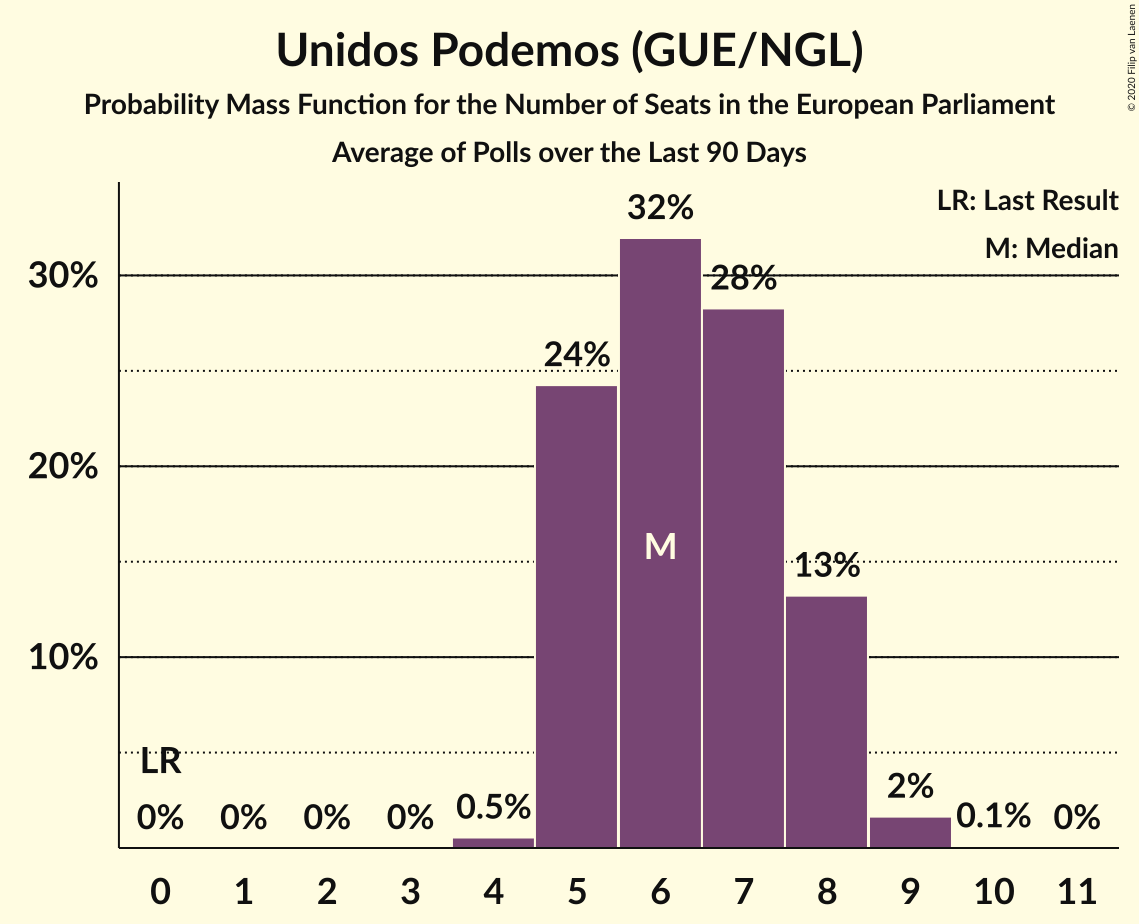 Unidos Podemos (GUE/NGL)
Probability Mass Function for the Number of Seats in the European Parliament
Average of Polls over the Last 90 Days
© 2020 Filip van Laenen
LR: Last Result
M: Median
32%
30%
28%
24%
20%
M
13%
10%
LR
0%
0%
0%
0%
0.5%
2%
0.1%
0%
0 1 2 3 4 5 6 7 8 9 10 11